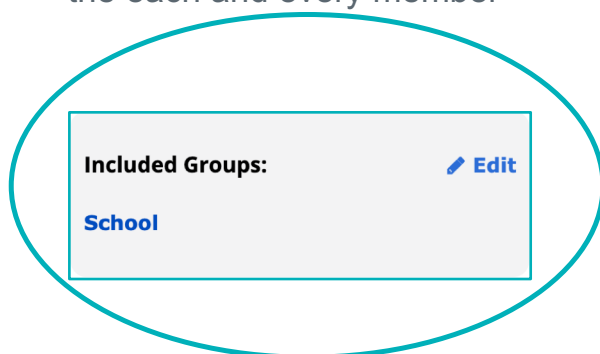 the each and every member
Included Groups: Edit
School